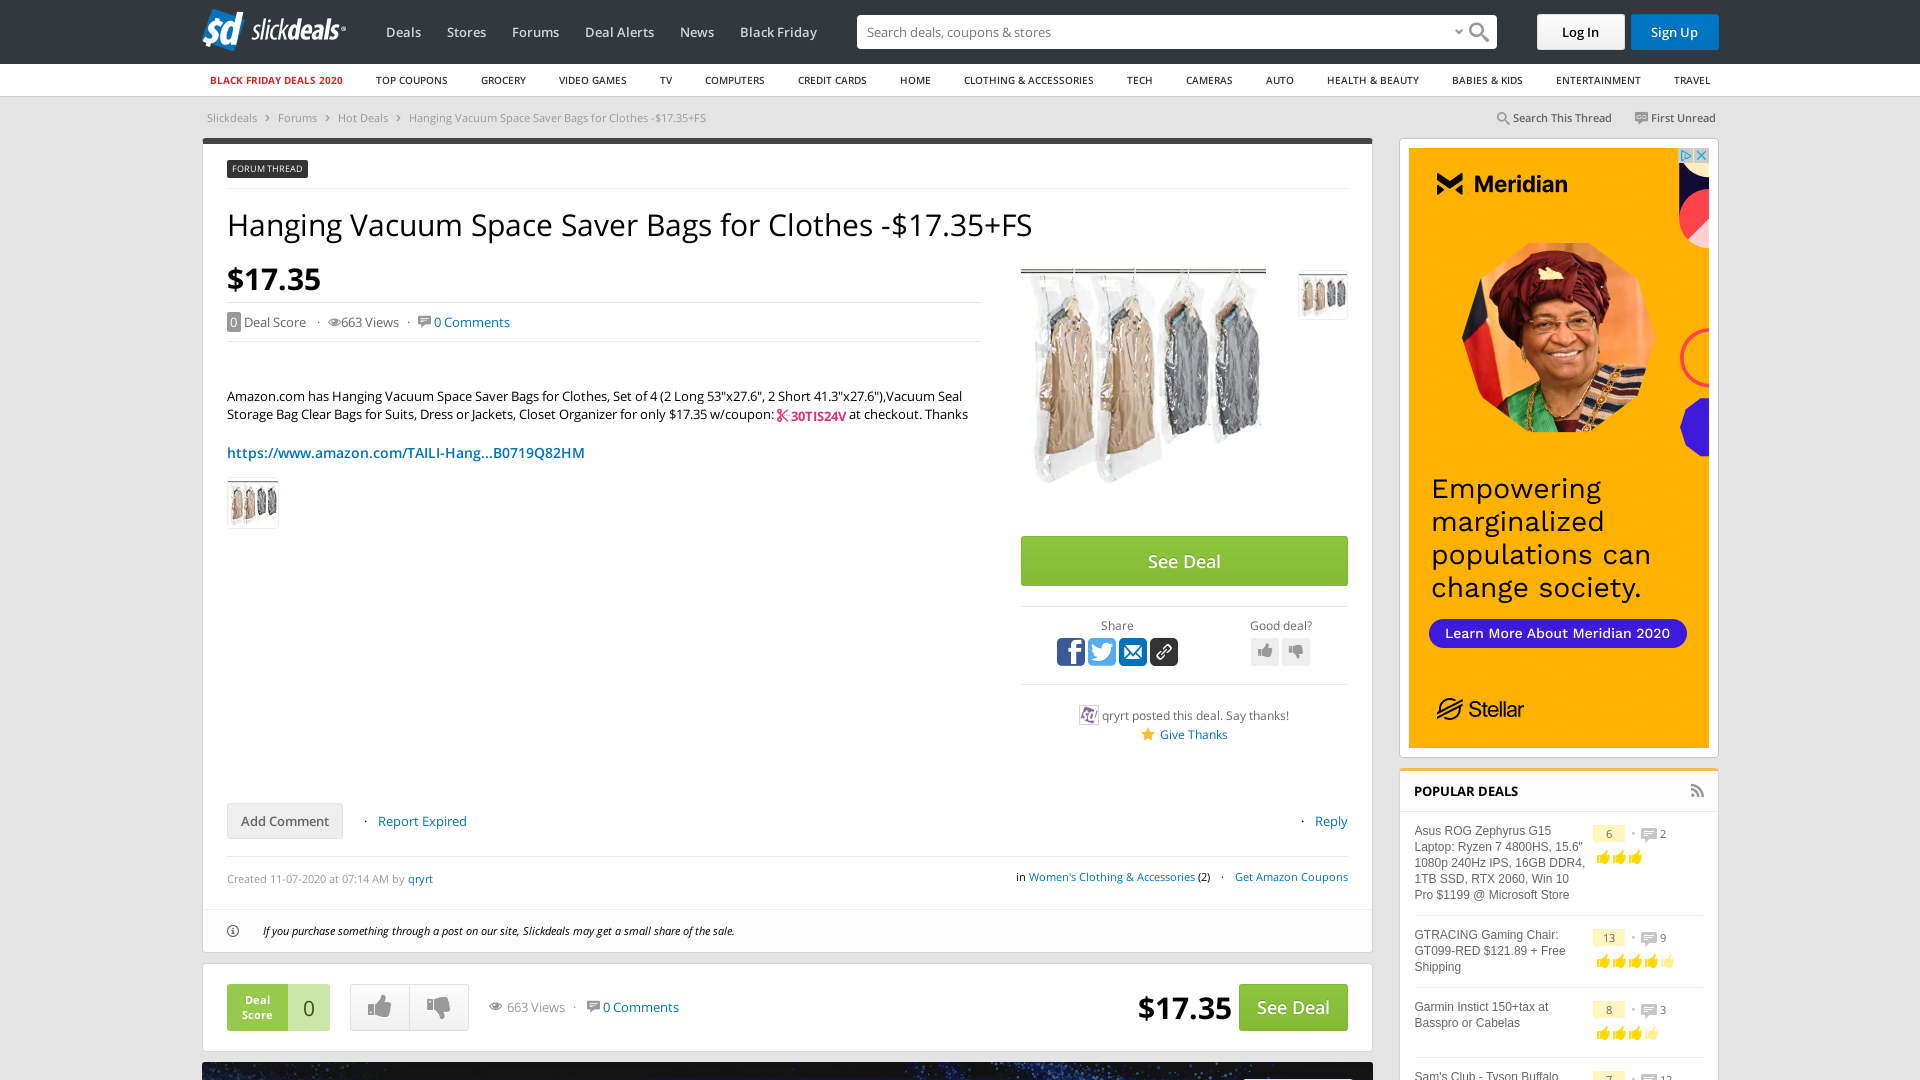 sd slickdeals
Deals
Stores
Forums
Deal Alerts
News
Black Friday
Search deals, coupons & stores
Log In
Sign Up
BLACK FRIDAY DEALS 2020
TOP COUPONS
GROCERY
VIDEO GAMES
TV
COMPUTERS
CREDIT CARDS
HOME
CLOTHING & ACCESSORIES
TECH
CAMERAS
AUTO
HEALTH & BEAUTY
BABIES & KIDS
ENTERTAINMENT
TRAVEL
Slickdeals > Forums > Hot Deals > Hanging Vacuum Space Saver Bags for Clothes -$17.35+FS
Search This Thread
First Unread
FORUM THREAD
Hanging Vacuum Space Saver Bags for Clothes -$17.35+FS
$17.35
0 Deal Score · 663 Views · 0 Comments
Amazon.com has Hanging Vacuum Space Saver Bags for Clothes, Set of 4 (2 Long 53"x27.6", 2 Short 41.3"x27.6"),Vacuum Seal
Storage Bag Clear Bags for Suits, Dress or Jackets, Closet Organizer for only $17.35 w/coupon: 30TIS24V at checkout. Thanks
https://www.amazon.com/TAILI-Hang...B0719Q82HM
See Deal
Share
Good deal?
sd qryrt posted this deal. Say thanks!
Give Thanks
Add Comment
· Report Expired
· Reply
Created 11-07-2020 at 07:14 AM by qryrt
in Women's Clothing & Accessories (2) · Get Amazon Coupons
If you purchase something through a post on our site, Slickdeals may get a small share of the sale.
Deal
Score
0
663 Views · 0 Comments
$17.35
See Deal
Meridian
Empowering
marginalized
populations can
change society.
Learn More About Meridian 2020
Stellar
POPULAR DEALS
Asus ROG Zephyrus G15
Laptop: Ryzen 7 4800HS, 15.6"
1080p 240Hz IPS, 16GB DDR4,
1TB SSD, RTX 2060, Win 10
Pro $1199 @ Microsoft Store
6 • 2
GTRACING Gaming Chair:
GT099-RED $121.89 + Free
Shipping
13 • 9
Garmin Instict 150+tax at
Basspro or Cabelas
8 • 3
Sam's Club - Tyson Buffalo
7 • 12